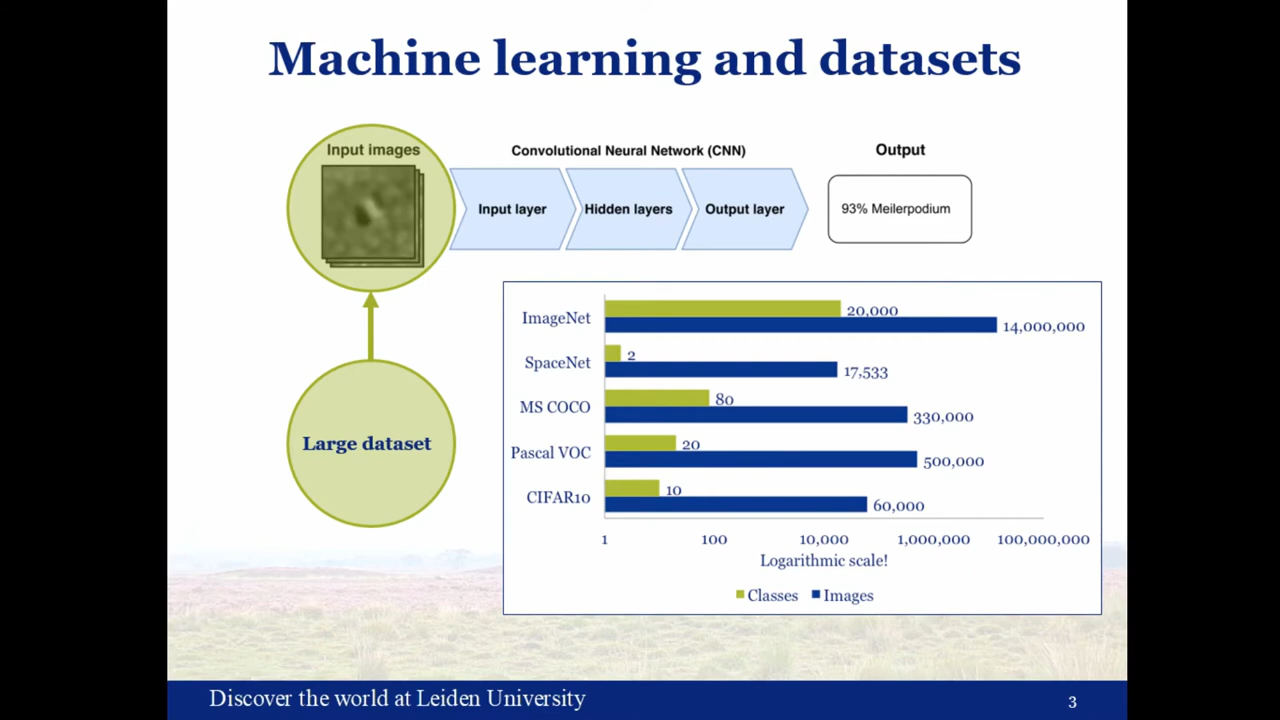 Machine learning and datasets
Input images
Convolutional Neural Network (CNN)
Output
Input layer
Hidden layers
Output layer
93% Meilerpodium
Large dataset
ImageNet
20,000
14,000,000
SpaceNet
2
17,533
MS COCO
80
330,000
Pascal VOC
20
500,000
CIFAR10
10
60,000
1 100 10,000 1,000,000 100,000,000
Logarithmic scale!
Classes Images
Discover the world at Leiden University
3